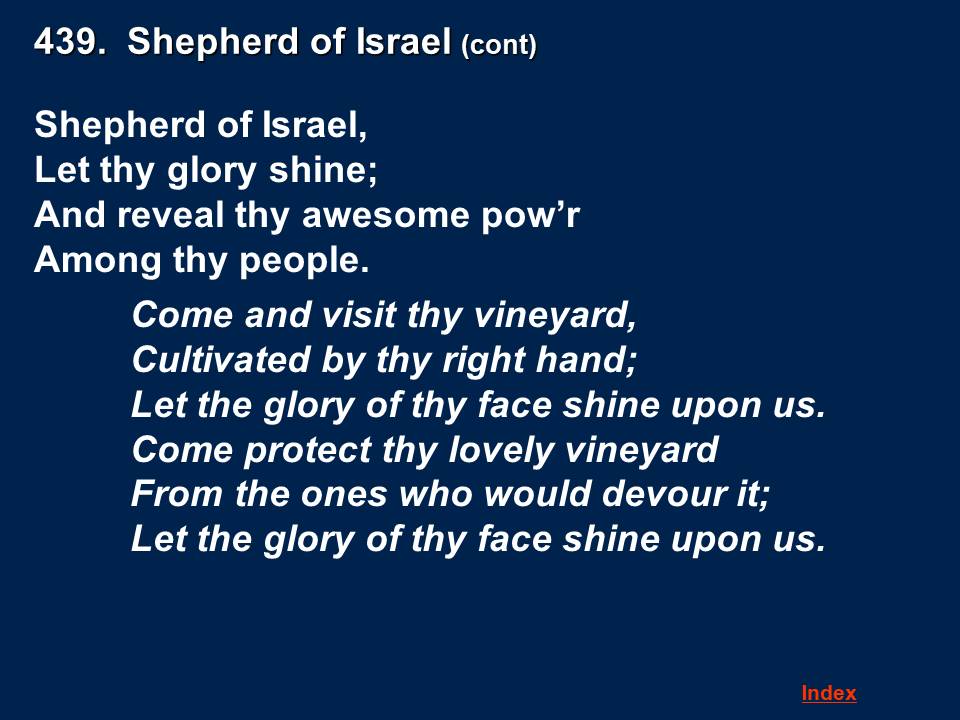 439.  Shepherd of Israel (cont)
Shepherd of Israel,
Let thy glory shine;
And reveal thy awesome pow’r
Among thy people.
Come and visit thy vineyard,
Cultivated by thy right hand;
Let the glory of thy face shine upon us.
Come protect thy lovely vineyard
From the ones who would devour it;
Let the glory of thy face shine upon us.
Index